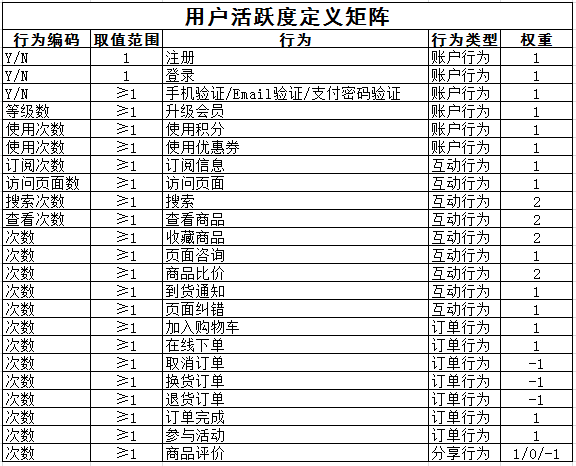 用户活跃度定义矩阵
行为编码 取值范围 行为 行为类型 权重
Y/N 1 注册 账户行为 1
Y/N 1 登录 账户行为 1
Y/N ≥1 手机验证/Email验证/支付密码验证 账户行为 1
等级数 ≥1 升级会员 账户行为 1
使用次数 ≥1 使用积分 账户行为 1
使用次数 ≥1 使用优惠券 账户行为 1
订阅次数 ≥1 订阅信息 互动行为 1
访问页面数 ≥1 访问页面 互动行为 1
搜索次数 ≥1 搜索 互动行为 2
查看次数 ≥1 查看商品 互动行为 2
次数 ≥1 收藏商品 互动行为 2
次数 ≥1 页面咨询 互动行为 1
次数 ≥1 商品比价 互动行为 2
次数 ≥1 到货通知 互动行为 1
次数 ≥1 页面纠错 互动行为 1
次数 ≥1 加入购物车 订单行为 1
次数 ≥1 在线下单 订单行为 1
次数 ≥1 取消订单 订单行为 -1
次数 ≥1 换货订单 订单行为 -1
次数 ≥1 退货订单 订单行为 -1
次数 ≥1 订单完成 订单行为 1
次数 ≥1 参与活动 订单行为 1
次数 ≥1 商品评价 分享行为 1/0/-1